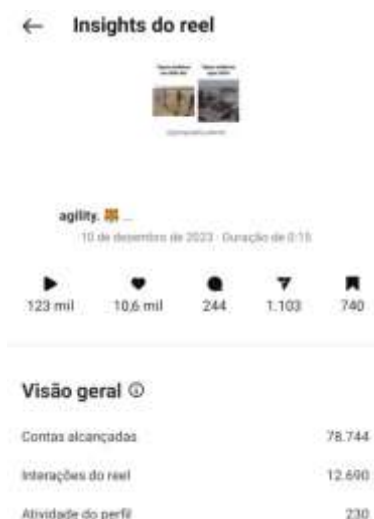 Insights do reel
agility.
10 de dezembro de 2023 · Duração de 0:15
123 mil 10,6 mil 244 1.103 740
Visão geral
Contas alcançadas 78.744
Interações do reel 12.690
Atividade do perfil 230